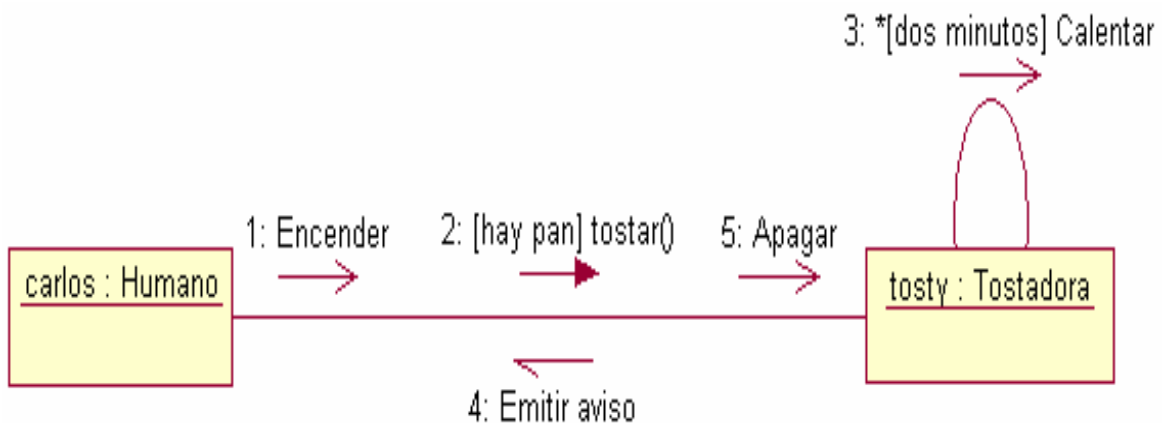 3: *[dos minutos] Calentar
1: Encender
2: [hay pan] tostar()
5: Apagar
carlos : Humano
tosty : Tostadora
4: Emitir aviso